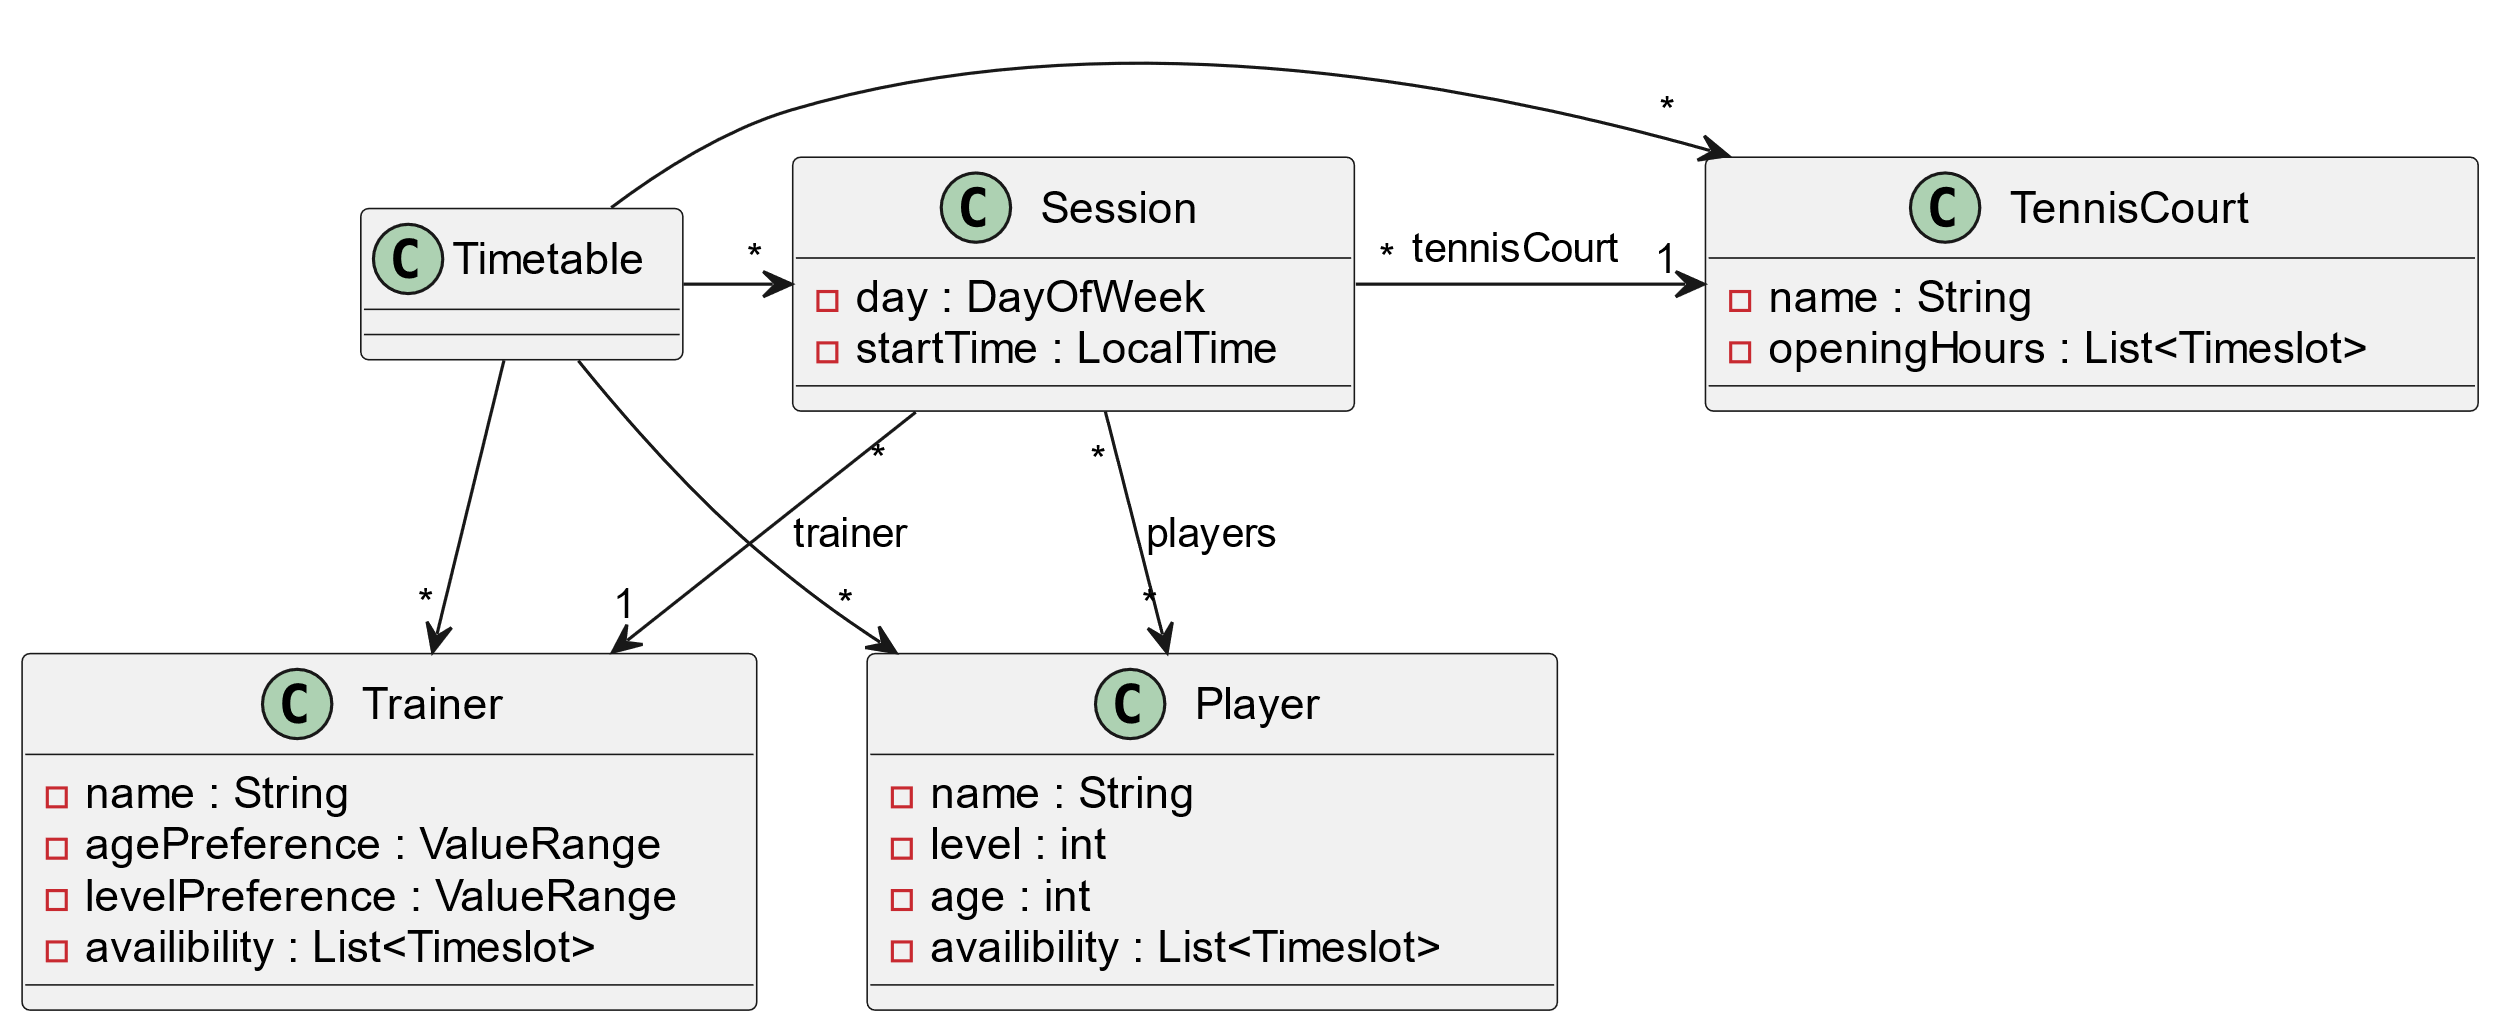 *
C Session
C TennisCourt
C Timetable
* * tennisCourt 1
day : DayOfWeek
startTime : LocalTime
name : String
openingHours : List<Timeslot>
* *
trainer players
* 1 * *
C Trainer
C Player
name : String
agePreference : ValueRange
levelPreference : ValueRange
availibility : List<Timeslot>
name : String
level : int
age : int
availibility : List<Timeslot>